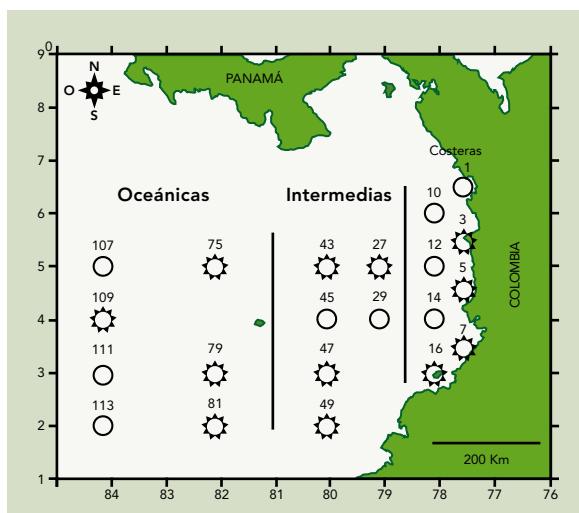 9⁰
N
O E
S
PANAMÁ
8
7
Costeras
1
Oceánicas Intermedias
10
6
3
107 75 43 27 12
5
5
COLOMBIA
109 45 29 14
4
7
111 79 47 16
3
113 81 49
2
200 Km
1
84 83 82 81 80 79 78 77 76